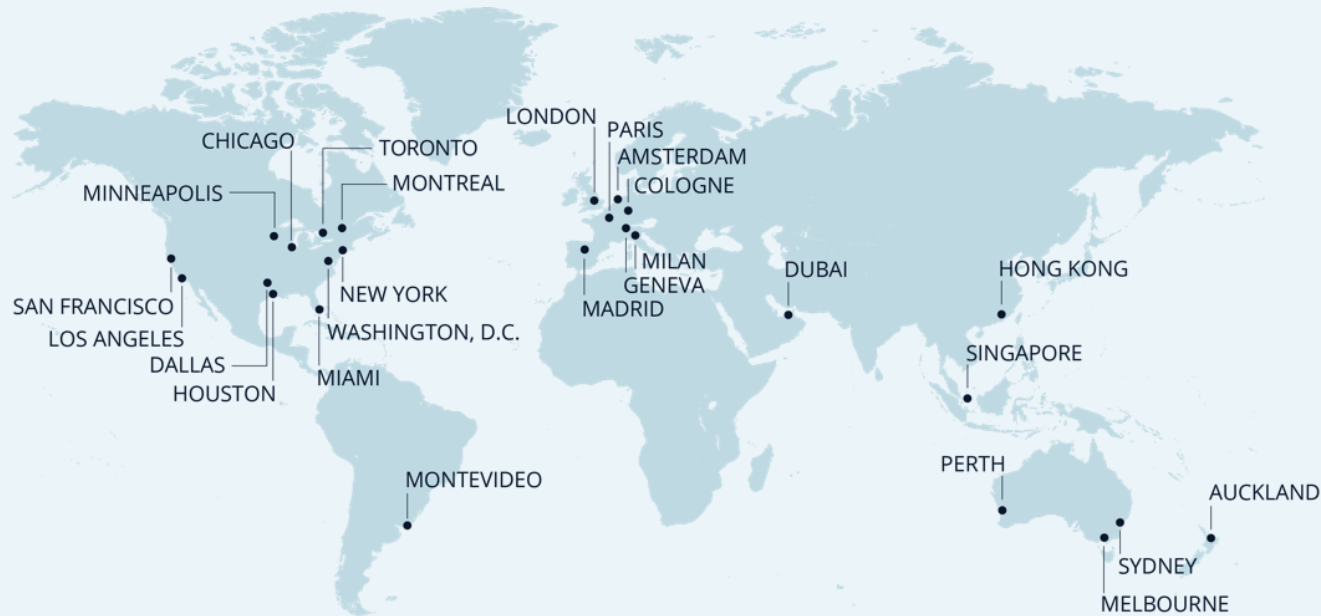 LONDON
PARIS
CHICAGO
TORONTO
AMSTERDAM
MINNEAPOLIS
MONTREAL
COLOGNE
MILAN
DUBAI
HONG KONG
GENEVA
SAN FRANCISCO
NEW YORK
MADRID
LOS ANGELES
WASHINGTON, D.C.
SINGAPORE
DALLAS
MIAMI
HOUSTON
PERTH
MONTEVIDEO
AUCKLAND
SYDNEY
MELBOURNE